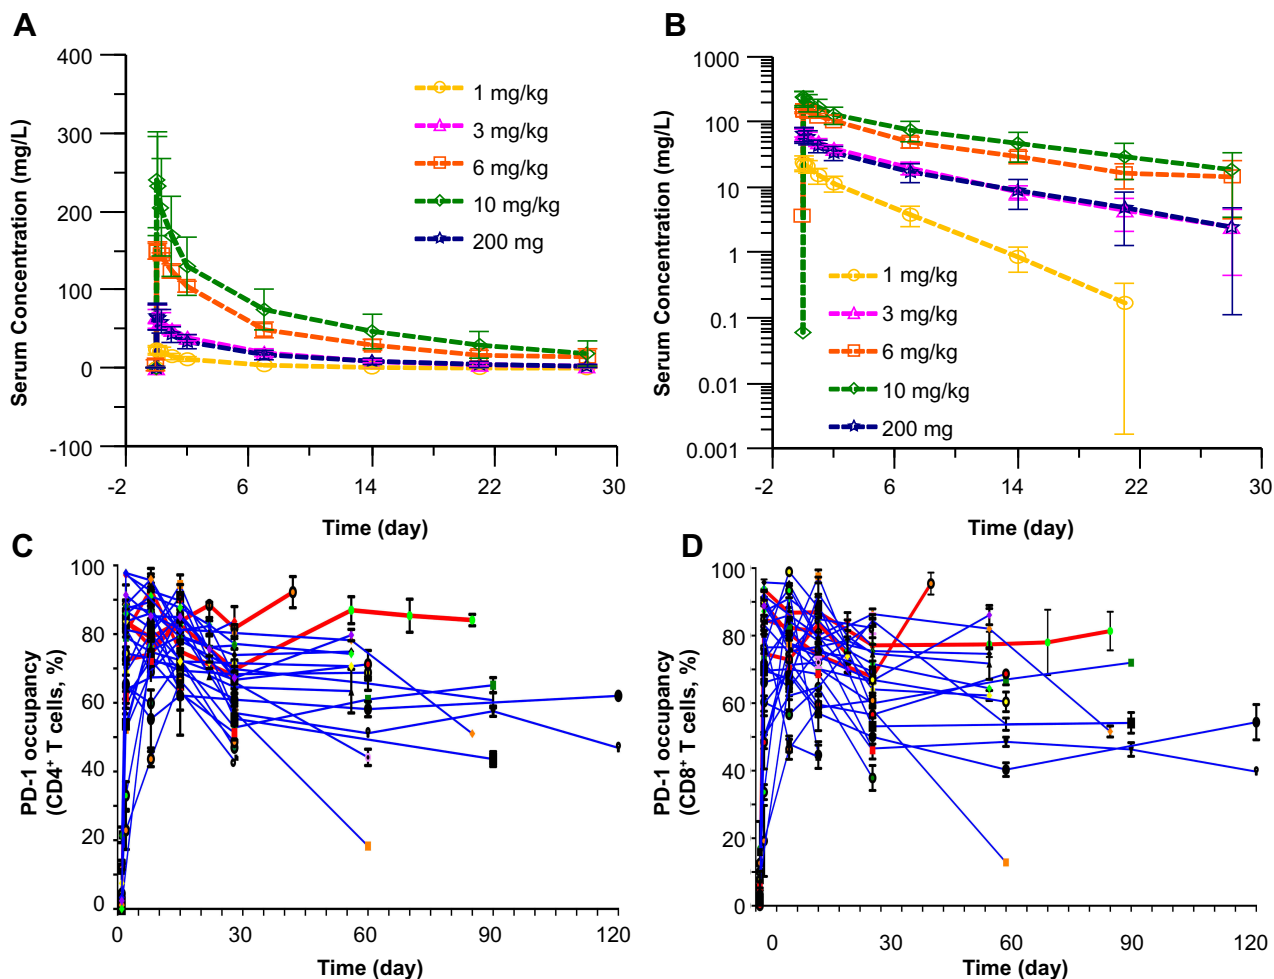 A
Serum Concentration (mg/L)
400
300
200
100
0
-100
-2
6
14
22
30
Time (day)
1 mg/kg
3 mg/kg
6 mg/kg
10 mg/kg
200 mg
B
Serum Concentration (mg/L)
1000
100
10
1
0.1
0.01
0.001
-2
6
14
22
30
Time (day)
1 mg/kg
3 mg/kg
6 mg/kg
10 mg/kg
200 mg
C
PD-1 occupancy
(CD4⁺ T cells, %)
100
80
60
40
20
0
0
30
60
90
120
Time (day)
D
PD-1 occupancy
(CD8⁺ T cells, %)
100
80
60
40
20
0
0
30
60
90
120
Time (day)